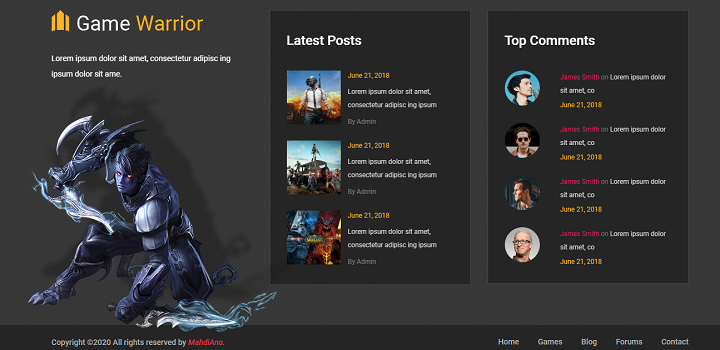 Game Warrior
Lorem ipsum dolor sit amet, consectetur adipisc ing
ipsum dolor sit ame.
Latest Posts
June 21, 2018
Lorem ipsum dolor sit amet,
consectetur adipisc ing ipsum
By Admin
June 21, 2018
Lorem ipsum dolor sit amet,
consectetur adipisc ing ipsum
By Admin
June 21, 2018
Lorem ipsum dolor sit amet,
consectetur adipisc ing ipsum
By Admin
Top Comments
James Smith on Lorem ipsum dolor
sit amet, co
June 21, 2018
James Smith on Lorem ipsum dolor
sit amet, co
June 21, 2018
James Smith on Lorem ipsum dolor
sit amet, co
June 21, 2018
James Smith on Lorem ipsum dolor
sit amet, co
June 21, 2018
Copyright ©2020 All rights reserved by MahdiAno.
Home Games Blog Forums Contact